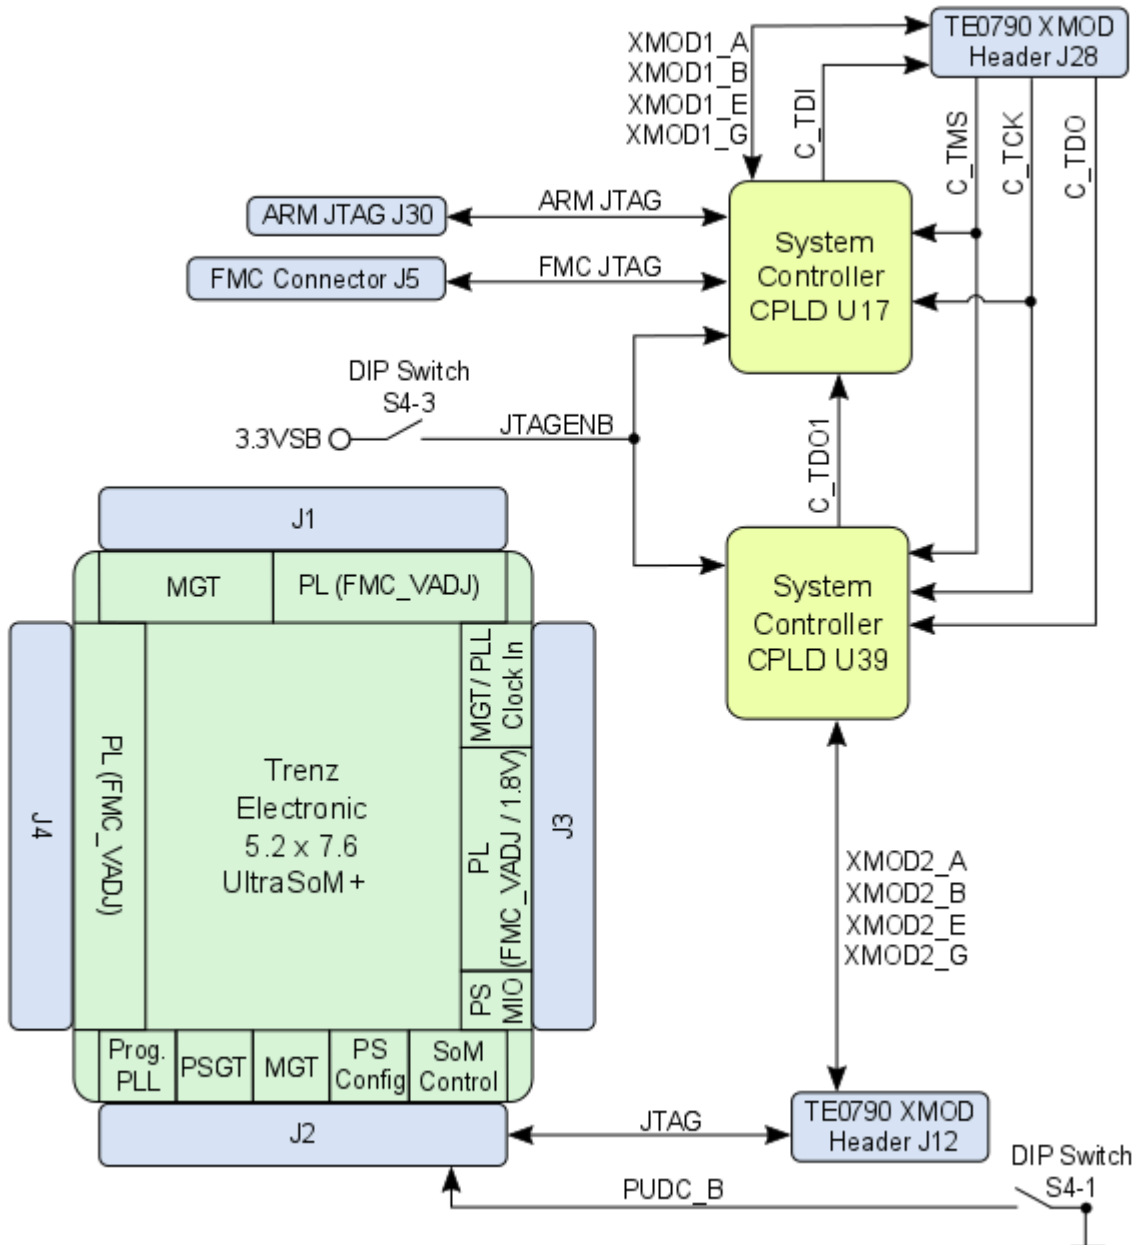 XMOD1_A
XMOD1_B
XMOD1_E
XMOD1_G
C_TDI
TE0790 XMOD
Header J28
C_TMS
C_TCK
C_TDO
ARM JTAG J30
ARM JTAG
FMC Connector J5
FMC JTAG
System
Controller
CPLD U17
DIP Switch
S4-3
3.3VSB
JTAGENB
C_TDO1
System
Controller
CPLD U39
J1
MGT
PL (FMC_VADJ)
MGT/ PLL
Clock In
J4
PL (FMC_VADJ)
Trenz
Electronic
5.2 x 7.6
UltraSoM+
PL
(FMC_VADJ / 1.8V)
J3
PS
MIO
Prog.
PLL
PSGT
MGT
PS
Config
SoM
Control
J2
XMOD2_A
XMOD2_B
XMOD2_E
XMOD2_G
JTAG
TE0790 XMOD
Header J12
DIP Switch
S4-1
PUDC_B